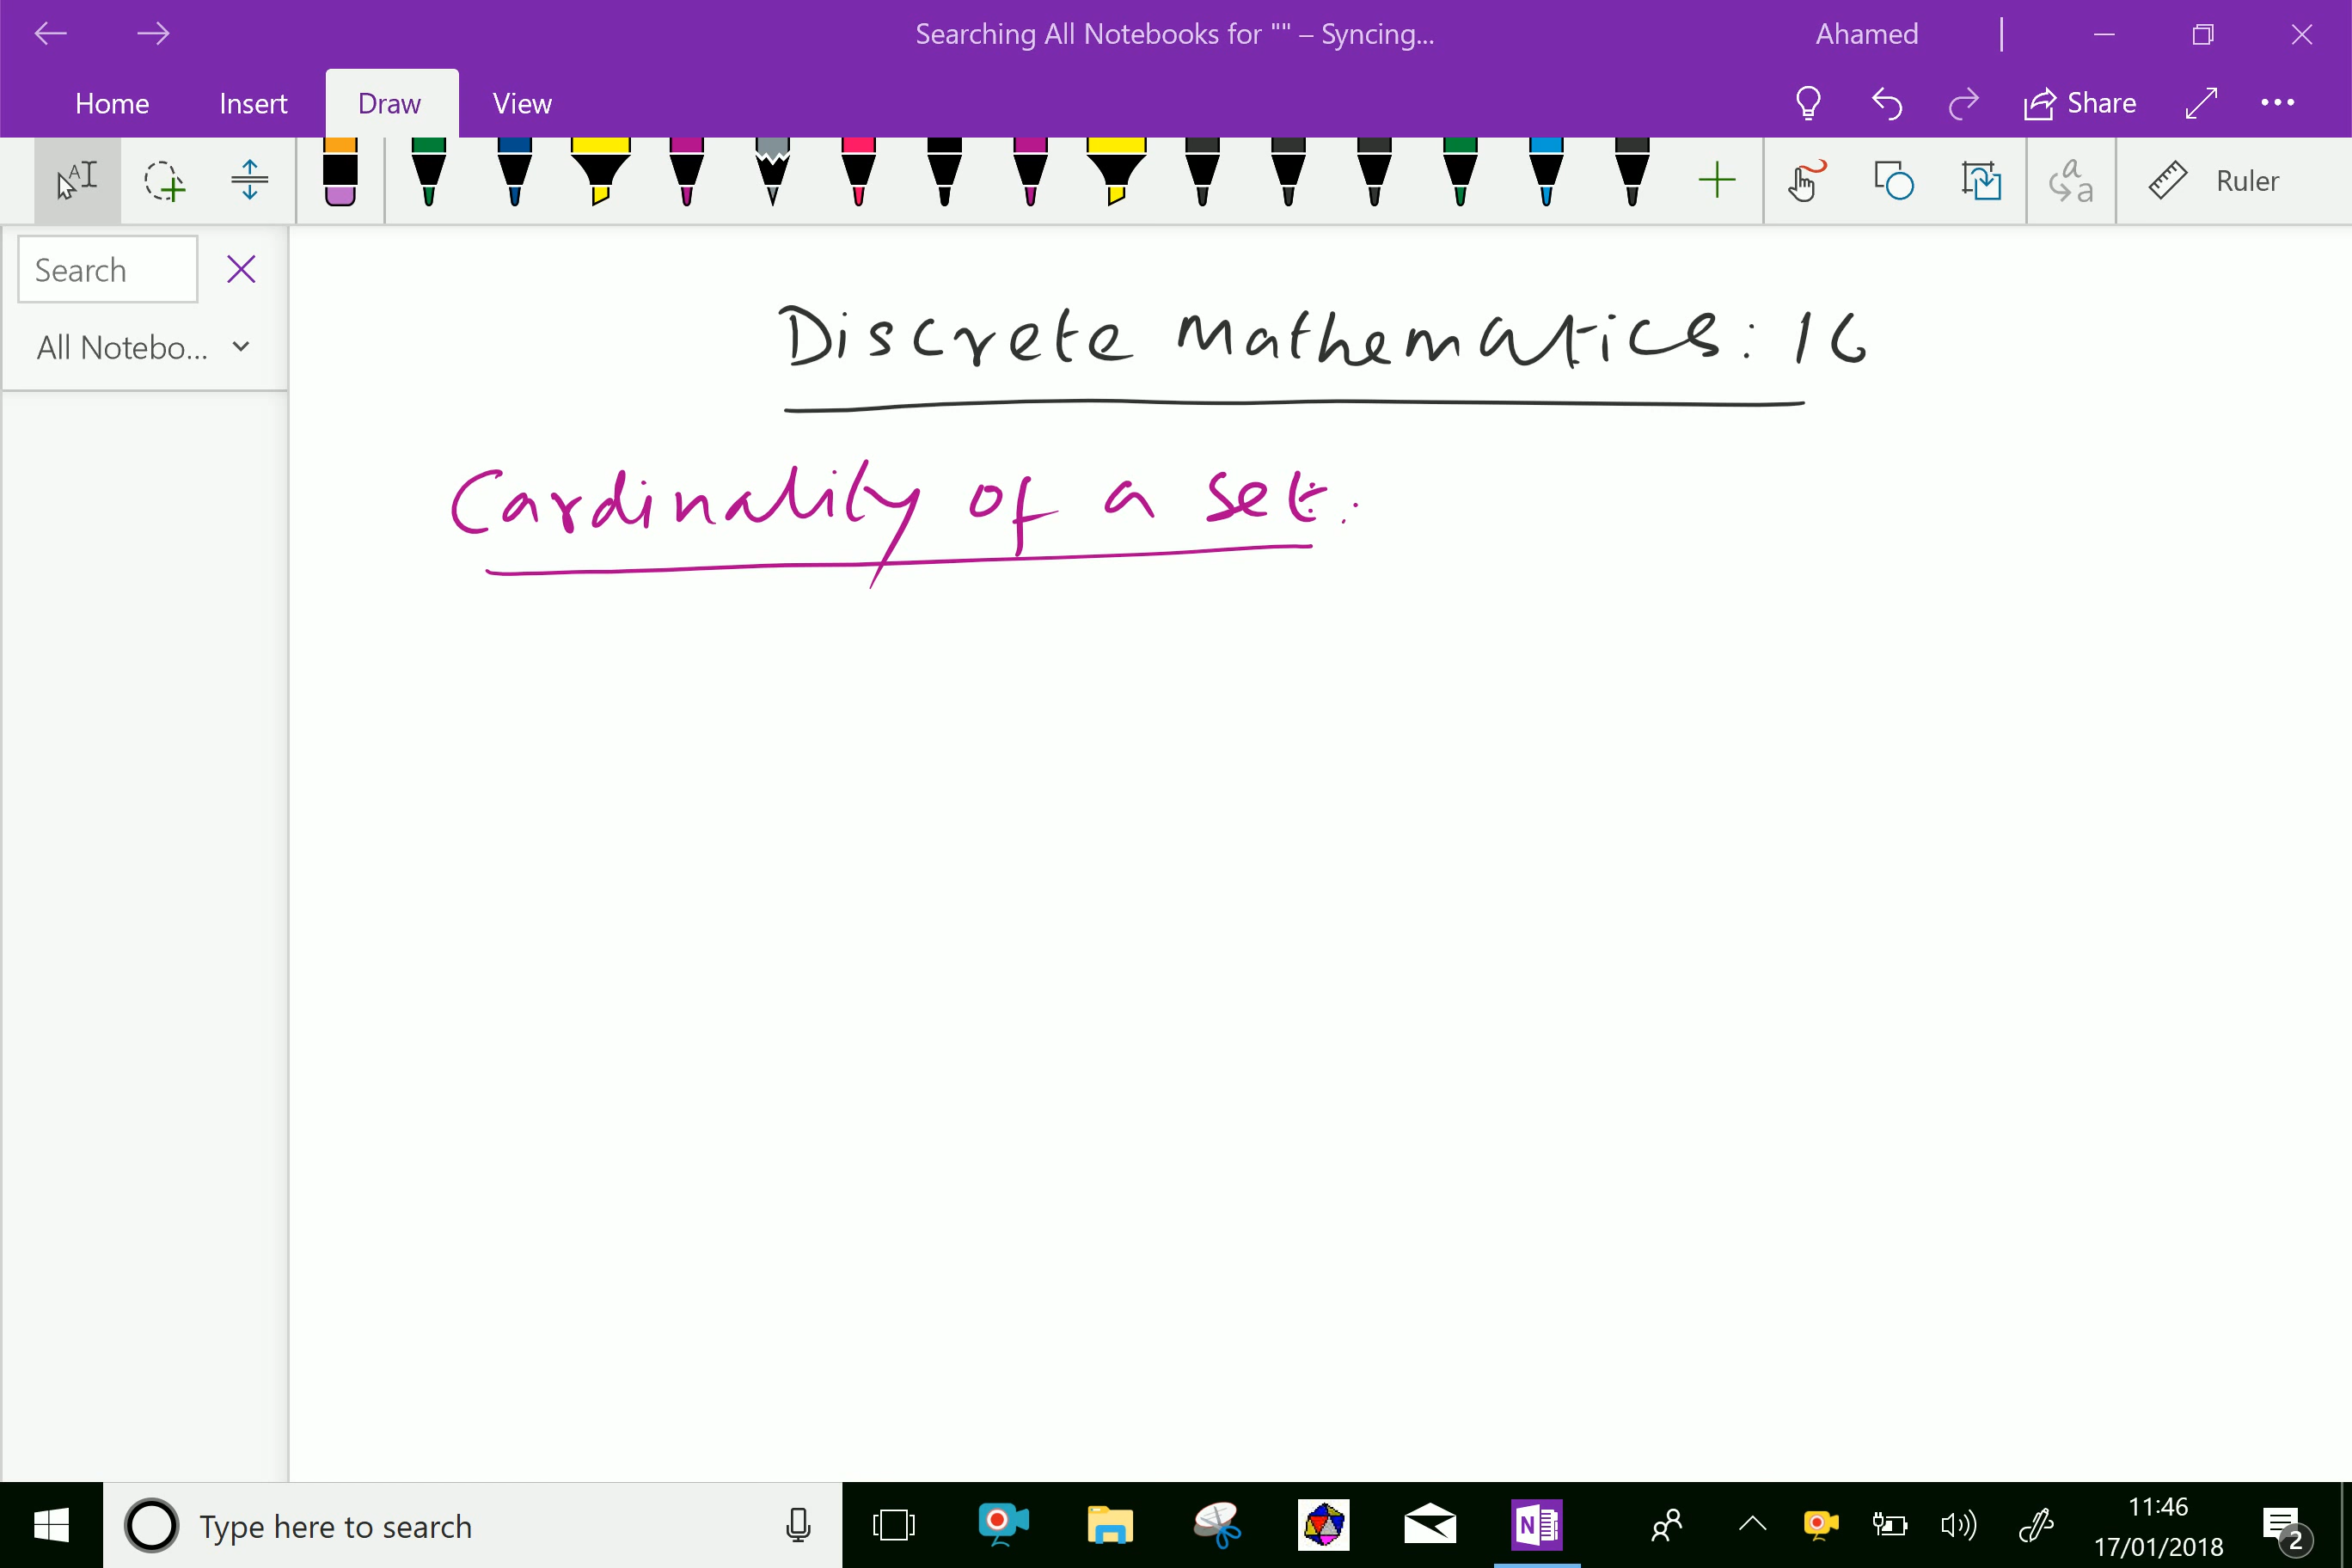 Searching All Notebooks for "" – Syncing...
Ahamed
Home Insert Draw View
Share
Ruler
Search
All Notebo...
Discrete Mathematics: 16
Cardinality of a set:
Type here to search
11:46
17/01/2018
2